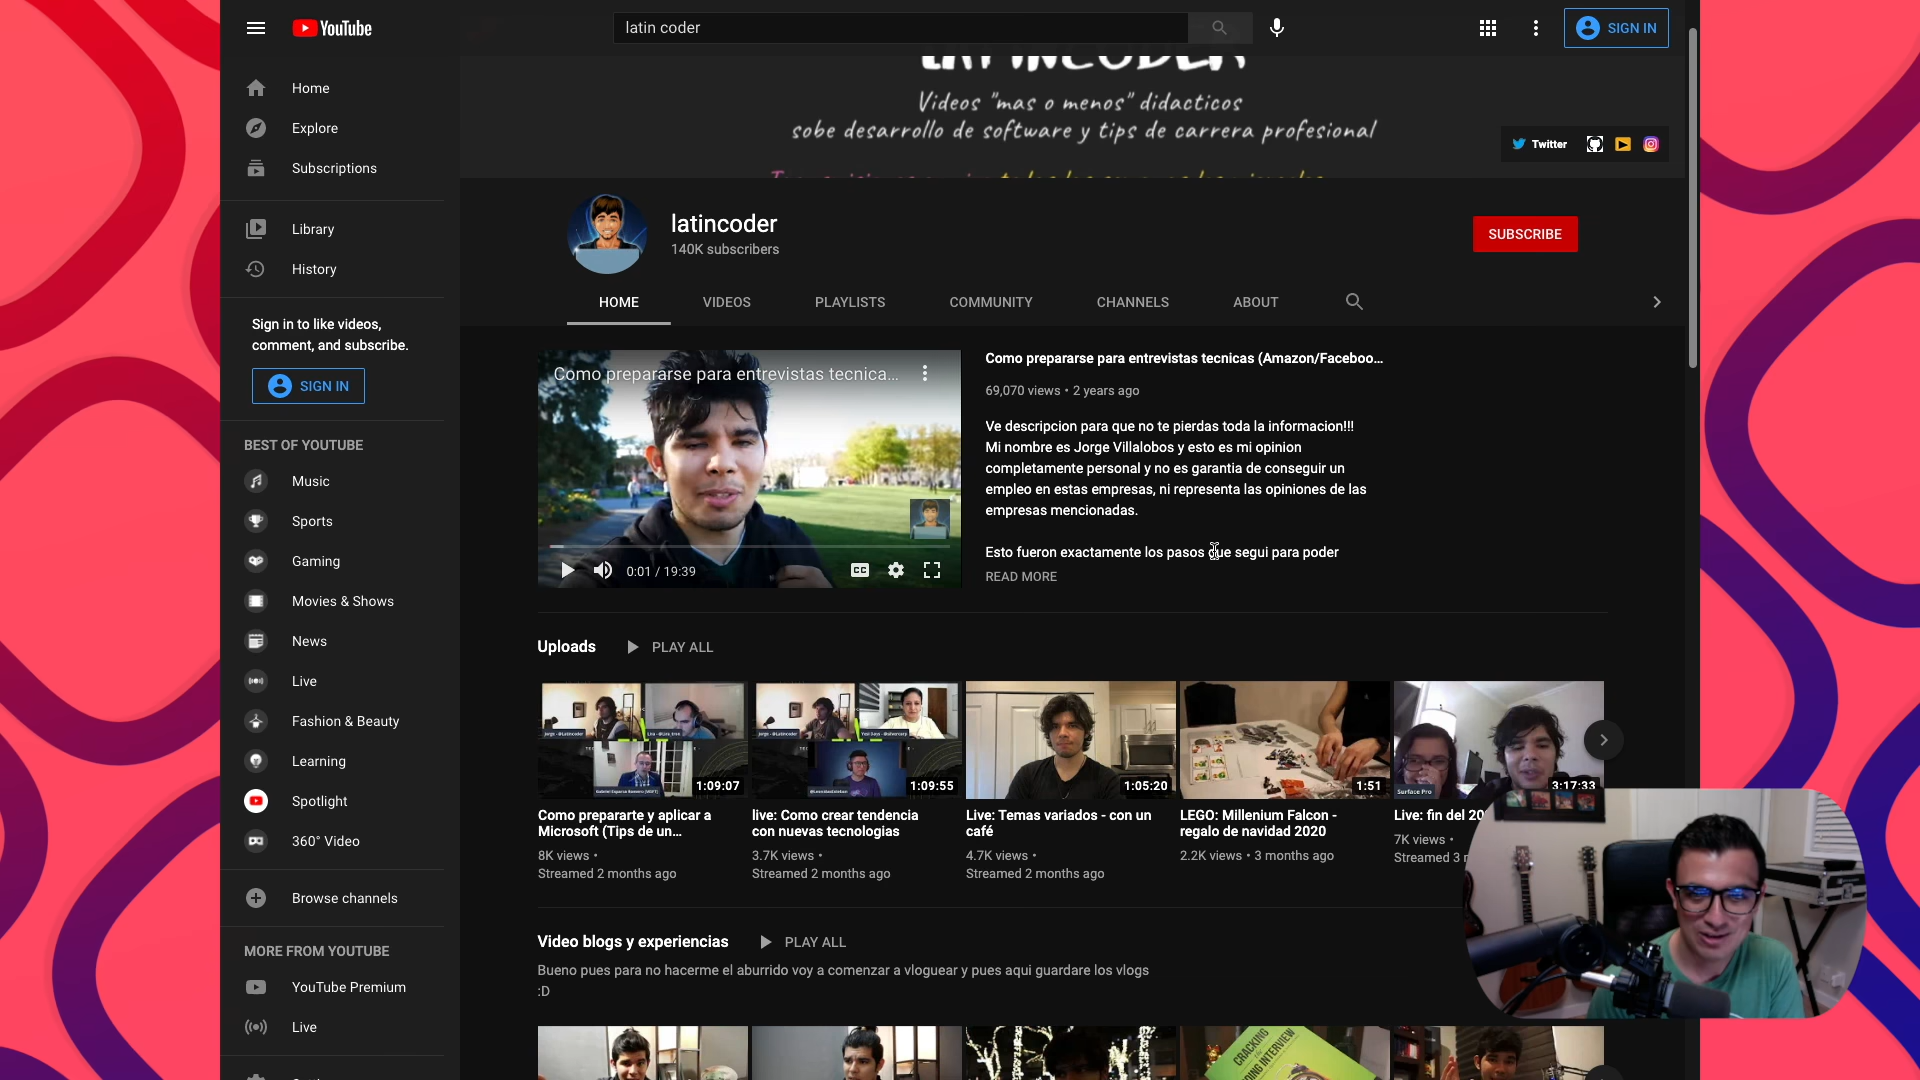 YouTube
latin coder
SIGN IN
Home
Explore
Subscriptions
Library
History
Sign in to like videos,
comment, and subscribe.
SIGN IN
BEST OF YOUTUBE
Music
Sports
Gaming
Movies & Shows
News
Live
Fashion & Beauty
Learning
Spotlight
360° Video
Browse channels
MORE FROM YOUTUBE
YouTube Premium
Live
LATINCODER
Videos "mas o menos" didacticos
sobe desarrollo de software y tips de carrera profesional
Twitter
latincoder
140K subscribers
SUBSCRIBE
HOME
VIDEOS
PLAYLISTS
COMMUNITY
CHANNELS
ABOUT
Como prepararse para entrevistas tecnica...
0:01 / 19:39
CC
Como prepararse para entrevistas tecnicas (Amazon/Faceboo...
69,070 views • 2 years ago
Ve descripcion para que no te pierdas toda la informacion!!!
Mi nombre es Jorge Villalobos y esto es mi opinion
completamente personal y no es garantia de conseguir un
empleo en estas empresas, ni representa las opiniones de las
empresas mencionadas.
Esto fueron exactamente los pasos que segui para poder
READ MORE
Uploads
PLAY ALL
1:09:07
Como prepararte y aplicar a
Microsoft (Tips de un...
8K views •
Streamed 2 months ago
1:09:55
live: Como crear tendencia
con nuevas tecnologias
3.7K views •
Streamed 2 months ago
1:05:20
Live: Temas variados - con un
café
4.7K views •
Streamed 2 months ago
1:51
LEGO: Millenium Falcon -
regalo de navidad 2020
2.2K views • 3 months ago
Surface Pro
3:17:33
Live: fin del 20
7K views •
Streamed 3
Video blogs y experiencias
PLAY ALL
Bueno pues para no hacerme el aburrido voy a comenzar a vloguear y pues aqui guardare los vlogs
:D
CRACKING
INTERVIEW